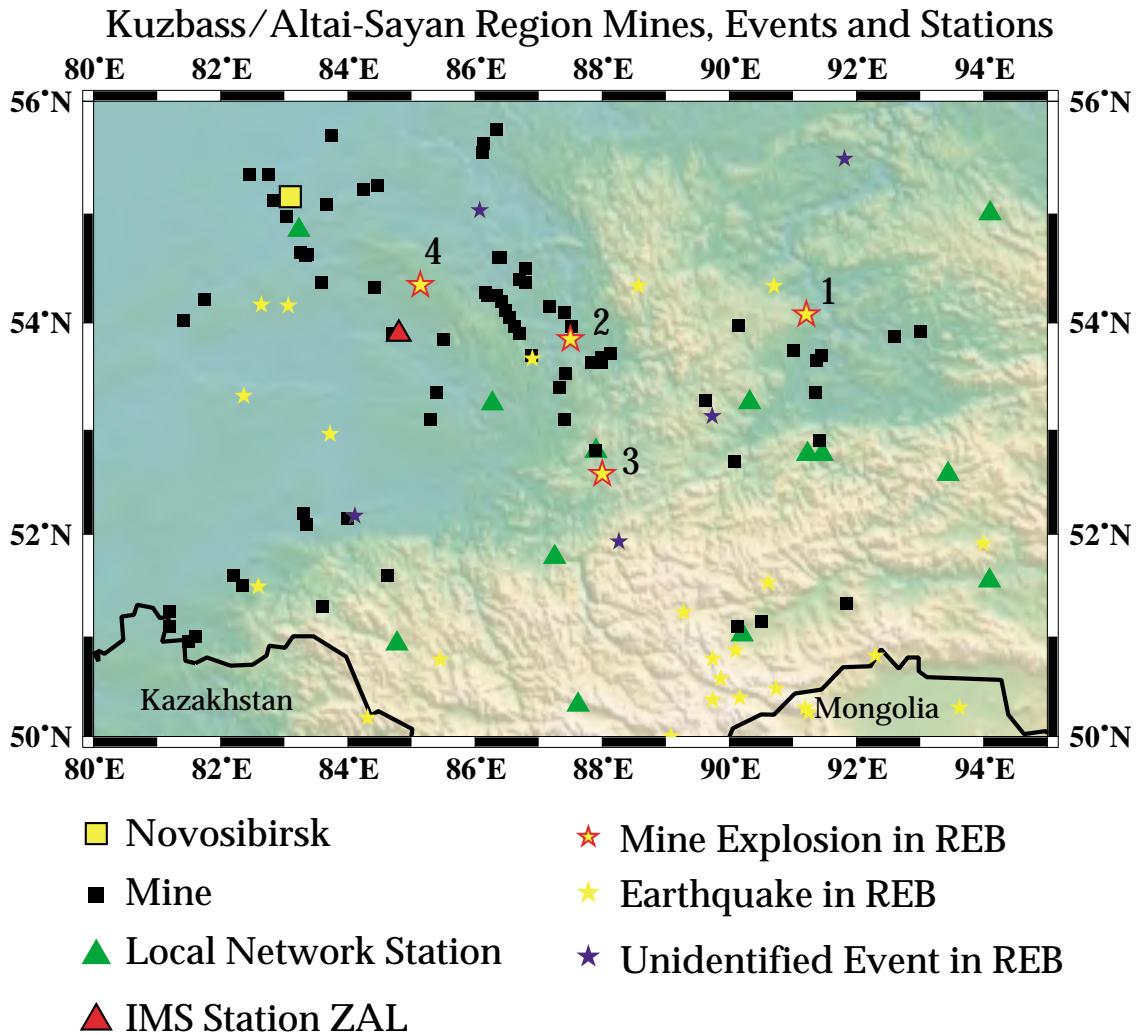 Kuzbass/Altai-Sayan Region Mines, Events and Stations
80˚E 82˚E 84˚E 86˚E 88˚E 90˚E 92˚E 94˚E
56˚N 56˚N
4
1
2
54˚N 54˚N
3
52˚N 52˚N
Kazakhstan
Mongolia
50˚N 50˚N
80˚E 82˚E 84˚E 86˚E 88˚E 90˚E 92˚E 94˚E
Novosibirsk
Mine
Local Network Station
IMS Station ZAL
Mine Explosion in REB
Earthquake in REB
Unidentified Event in REB